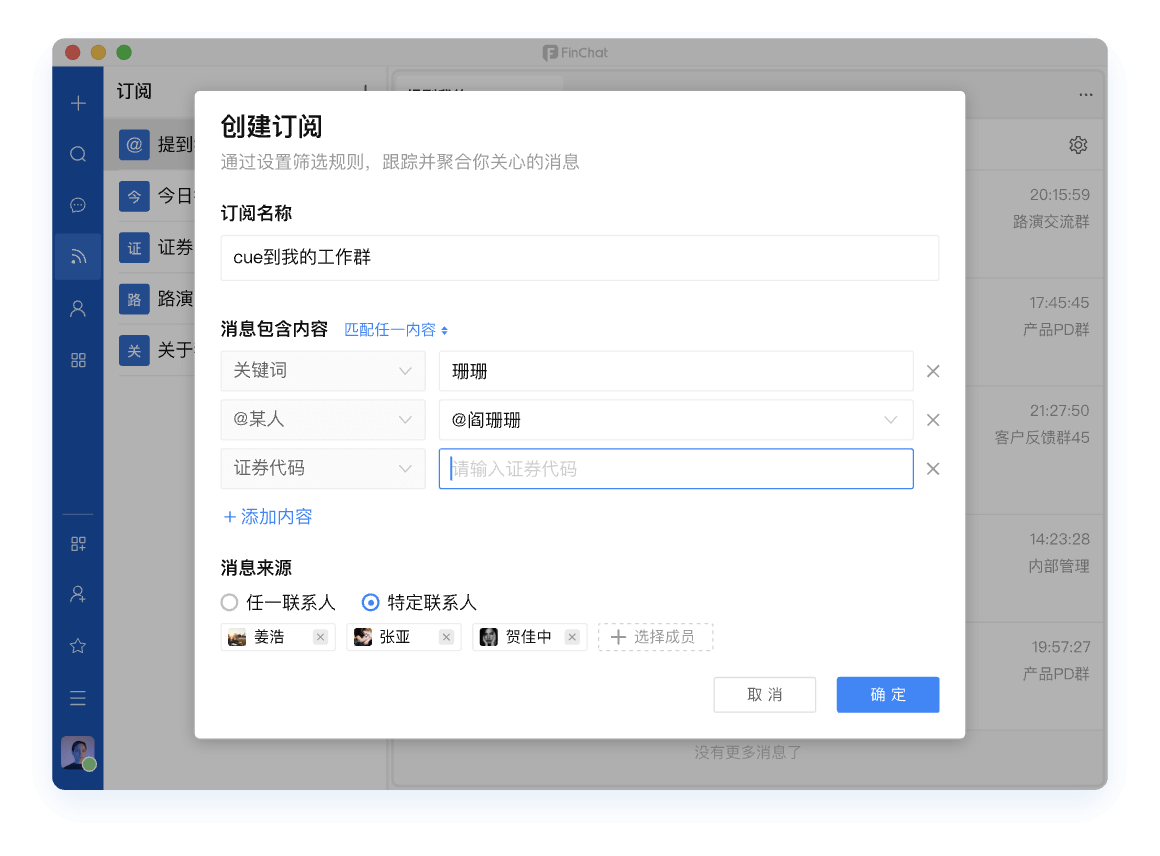 FinChat
订阅
@ 提到
今 今日
证 证券
路 路演
关 关于
20:15:59
路演交流群
17:45:45
产品PD群
21:27:50
客户反馈群45
14:23:28
内部管理
19:57:27
产品PD群
没有更多消息了
创建订阅
通过设置筛选规则，跟踪并聚合你关心的消息
订阅名称
cue到我的工作群
消息包含内容 匹配任一内容
关键词 珊珊
@某人 @阎珊珊
证券代码 请输入证券代码
+ 添加内容
消息来源
任一联系人 特定联系人
姜浩 张亚 贺佳中 + 选择成员
取消 确定